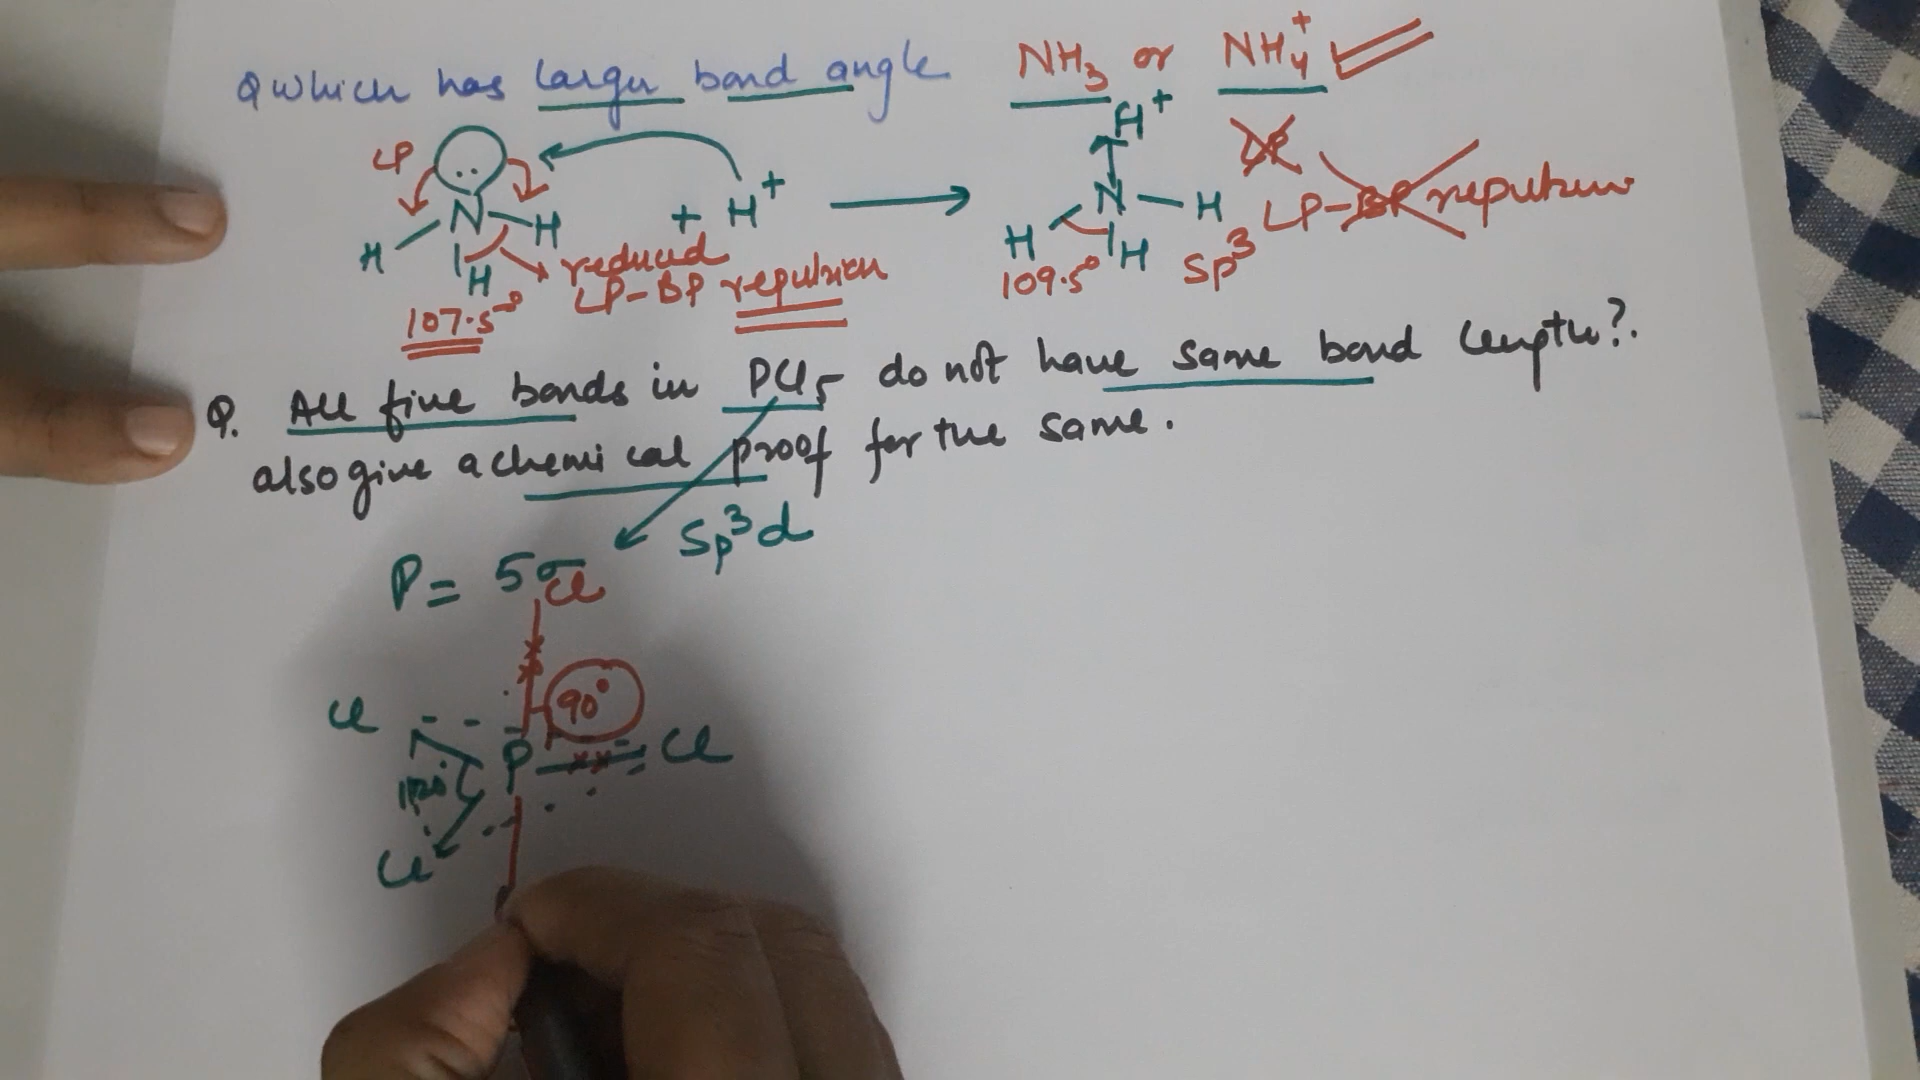 Q Which has larger bond angle NH3 or NH4+
LP
N H H H + H+
reduced
LP-BP repulsion
107.5°
H+
N H H H
109.5° Sp3
LP
LP-BP repulsion
Q. All five bonds in PCl5 do not have same bond length?.
also give a chemical proof for the same.
P = 5σ Sp3d
Cl
90°
Cl P Cl
120°
Cl